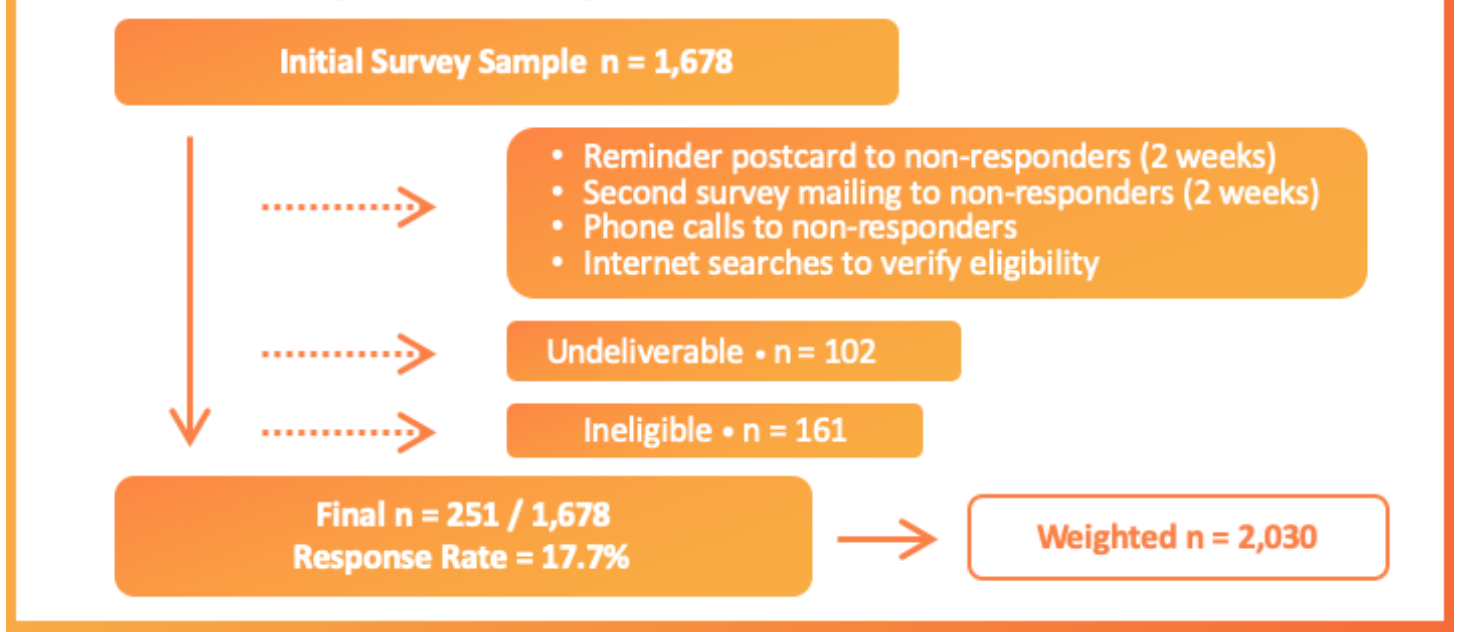 Initial Survey Sample n = 1,678
• Reminder postcard to non-responders (2 weeks)
• Second survey mailing to non-responders (2 weeks)
• Phone calls to non-responders
• Internet searches to verify eligibility
Undeliverable • n = 102
Ineligible • n = 161
Final n = 251 / 1,678
Response Rate = 17.7%
Weighted n = 2,030